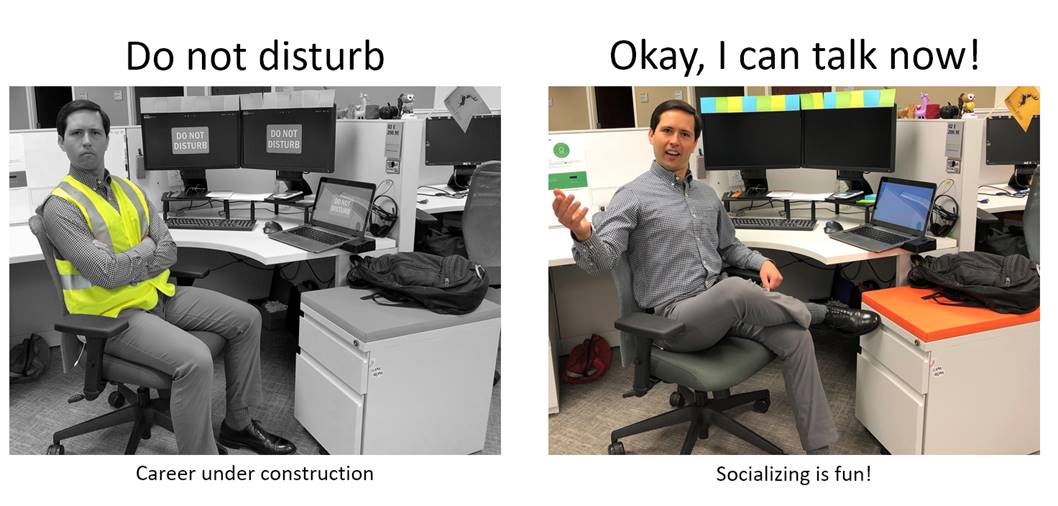 Do not disturb
Okay, I can talk now!
DO NOT
DISTURB
DO NOT
DISTURB
DO NOT
DISTURB
Career under construction
Socializing is fun!